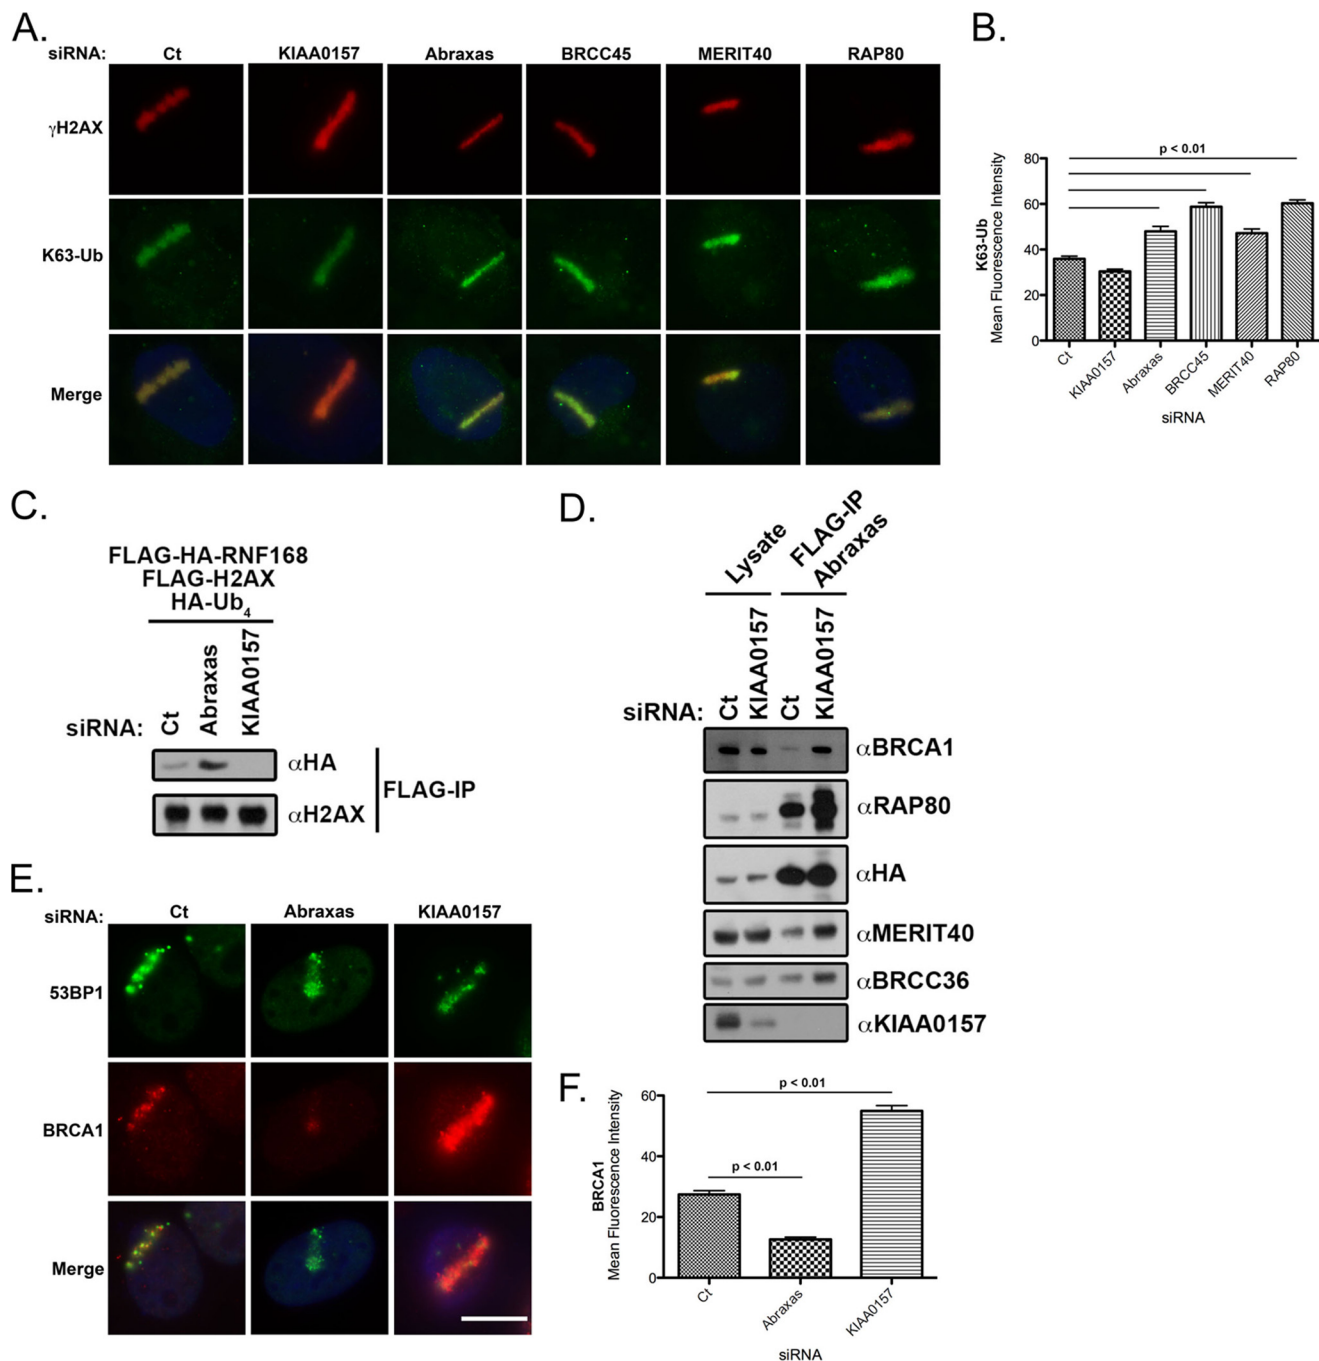 A.
siRNA: Ct KIAA0157 Abraxas BRCC45 MERIT40 RAP80
γH2AX
K63-Ub
Merge
B.
p < 0.01
K63-Ub
Mean Fluorescence Intensity
80
60
40
20
0
Ct
KIAA0157
Abraxas
BRCC45
MERIT40
RAP80
siRNA
C.
FLAG-HA-RNF168
FLAG-H2AX
HA-Ub4
siRNA: Ct Abraxas KIAA0157
αHA
αH2AX
FLAG-IP
D.
Lysate
FLAG-IP
Abraxas
siRNA: Ct KIAA0157 Ct KIAA0157
αBRCA1
αRAP80
αHA
αMERIT40
αBRCC36
αKIAA0157
E.
siRNA: Ct Abraxas KIAA0157
53BP1
BRCA1
Merge
F.
p < 0.01
p < 0.01
BRCA1
Mean Fluorescence Intensity
60
40
20
0
Ct
Abraxas
KIAA0157
siRNA